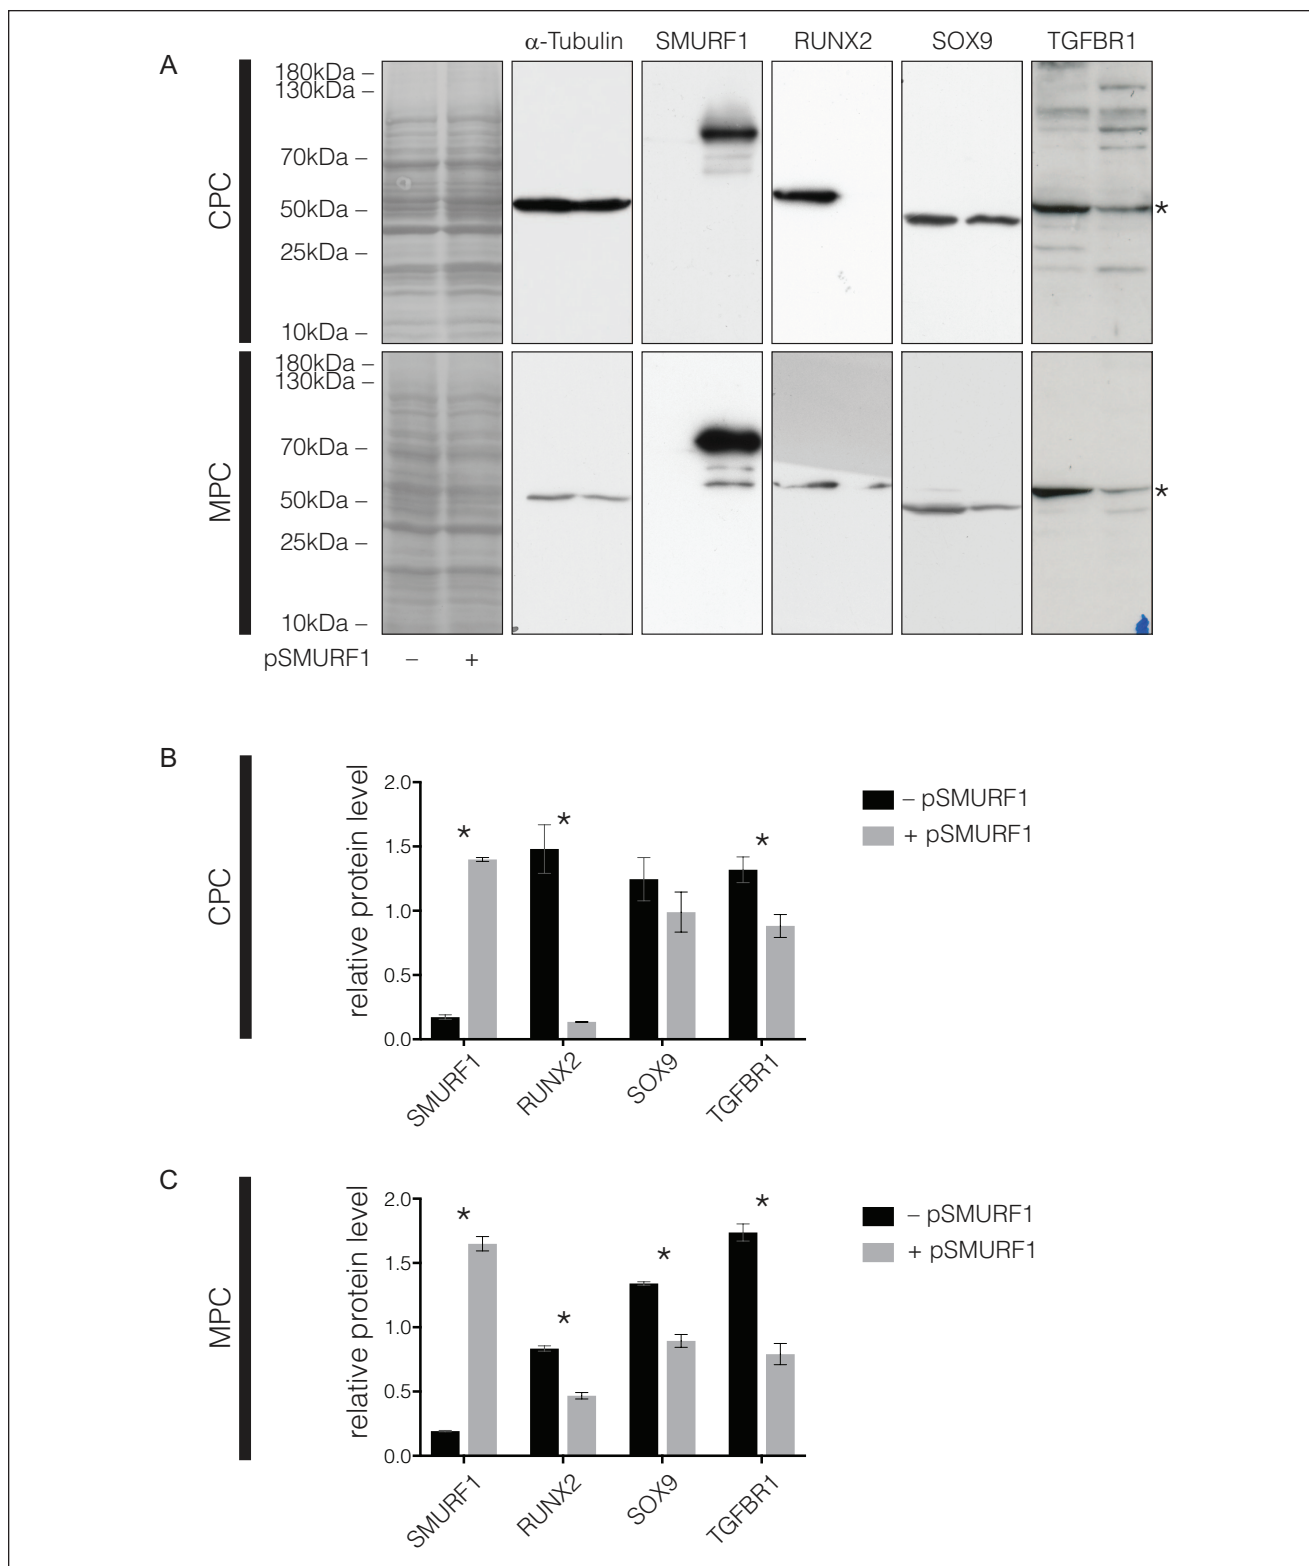 α-Tubulin SMURF1 RUNX2 SOX9 TGFBR1
A
CPC
180kDa –
130kDa –
70kDa –
50kDa –
25kDa –
10kDa –
*
MPC
180kDa –
130kDa –
70kDa –
50kDa –
25kDa –
10kDa –
*
pSMURF1 – +
B
CPC
relative protein level
2.0
1.5
1.0
0.5
0.0
* * *
SMURF1 RUNX2 SOX9 TGFBR1
– pSMURF1
+ pSMURF1
C
MPC
relative protein level
2.0
1.5
1.0
0.5
0.0
* * * *
SMURF1 RUNX2 SOX9 TGFBR1
– pSMURF1
+ pSMURF1